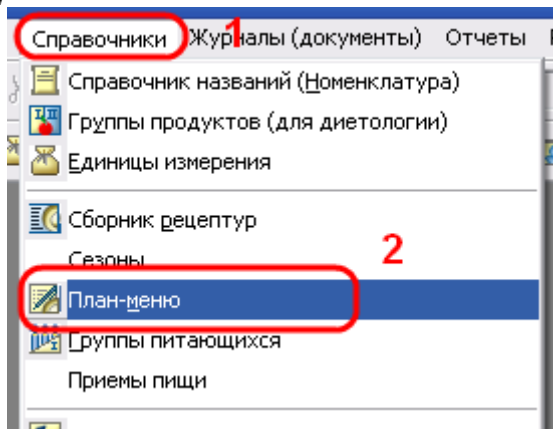 Справочники Журналы (документы) Отчеты
1
Справочник названий (Номенклатура)
Группы продуктов (для диетологии)
Единицы измерения
Сборник рецептур
Сезоны
2
План-меню
Группы питающихся
Приемы пищи